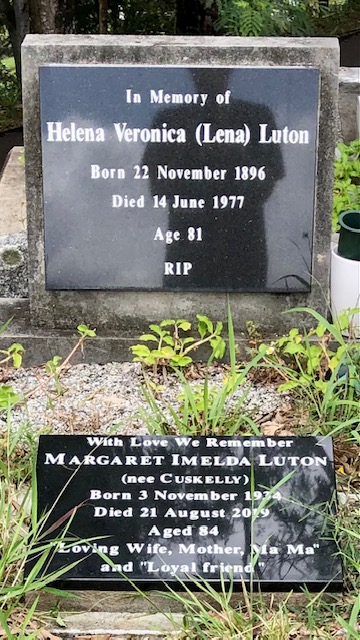 In Memory of
Helena Veronica (Lena) Luton
Born 22 November 1896
Died 14 June 1977
Age 81
RIP
With Love We Remember
MARGARET IMELDA LUTON
(nee CUSKELLY)
Born 3 November 1934
Died 21 August 2019
Aged 84
"Loving Wife, Mother, Ma Ma"
and "Loyal friend"